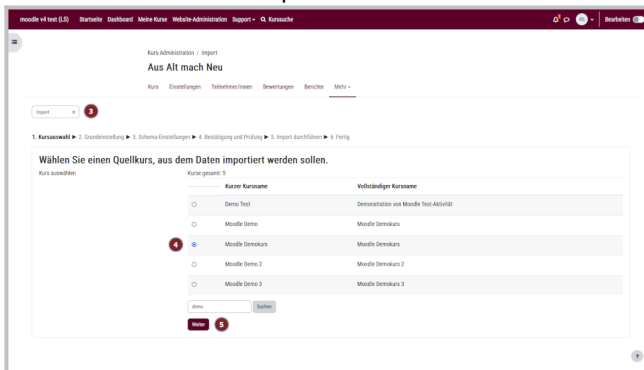 moodle v4 test (LS) Startseite Dashboard Meine Kurse Website-Administration Support Kurssuche Bearbeiten
Kurs-Administration / Import
Aus Alt mach Neu
Kurs Einstellungen Teilnehmer/innen Bewertungen Berichte Mehr
Import 3
1. Kursauswahl ► 2. Grundeinstellung ► 3. Schema-Einstellungen ► 4. Bestätigung und Prüfung ► 5. Import durchführen ► 6. Fertig
Wählen Sie einen Quellkurs, aus dem Daten importiert werden sollen.
Kurs auswählen Kurse gesamt: 5
Kurzer Kursname Vollständiger Kursname
Demo Test Demonstration von Moodle Test-Aktivität
Moodle Demo Moodle Demokurs
4 Moodle Demokurs Moodle Demokurs
Moodle Demo 2 Moodle Demokurs 2
Moodle Demo 3 Moodle Demokurs 3
demo Suchen
Weiter 5
?